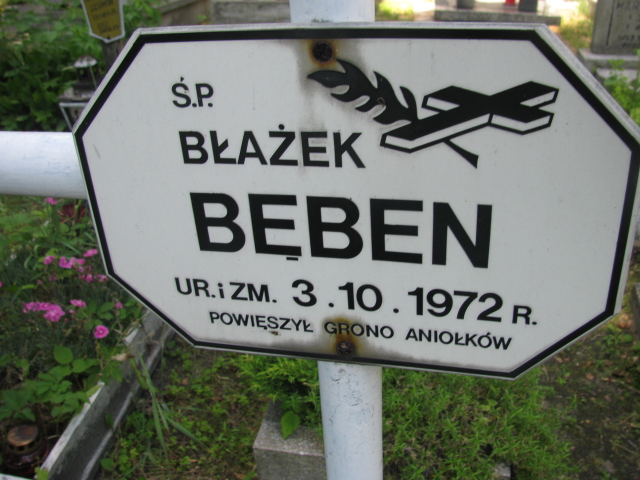 Ś.P.
BŁAŻEK
BĘBEN
UR. i ZM. 3.10.1972 R.
POWIĘSZYŁ GRONO ANIOŁKÓW